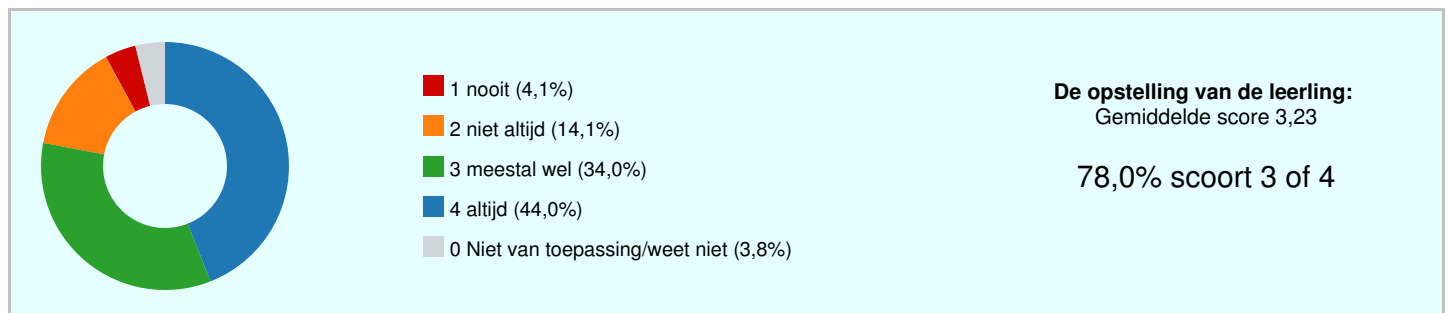 1 nooit (4,1%)
2 niet altijd (14,1%)
3 meestal wel (34,0%)
4 altijd (44,0%)
0 Niet van toepassing/weet niet (3,8%)
De opstelling van de leerling:
Gemiddelde score 3,23
78,0% scoort 3 of 4